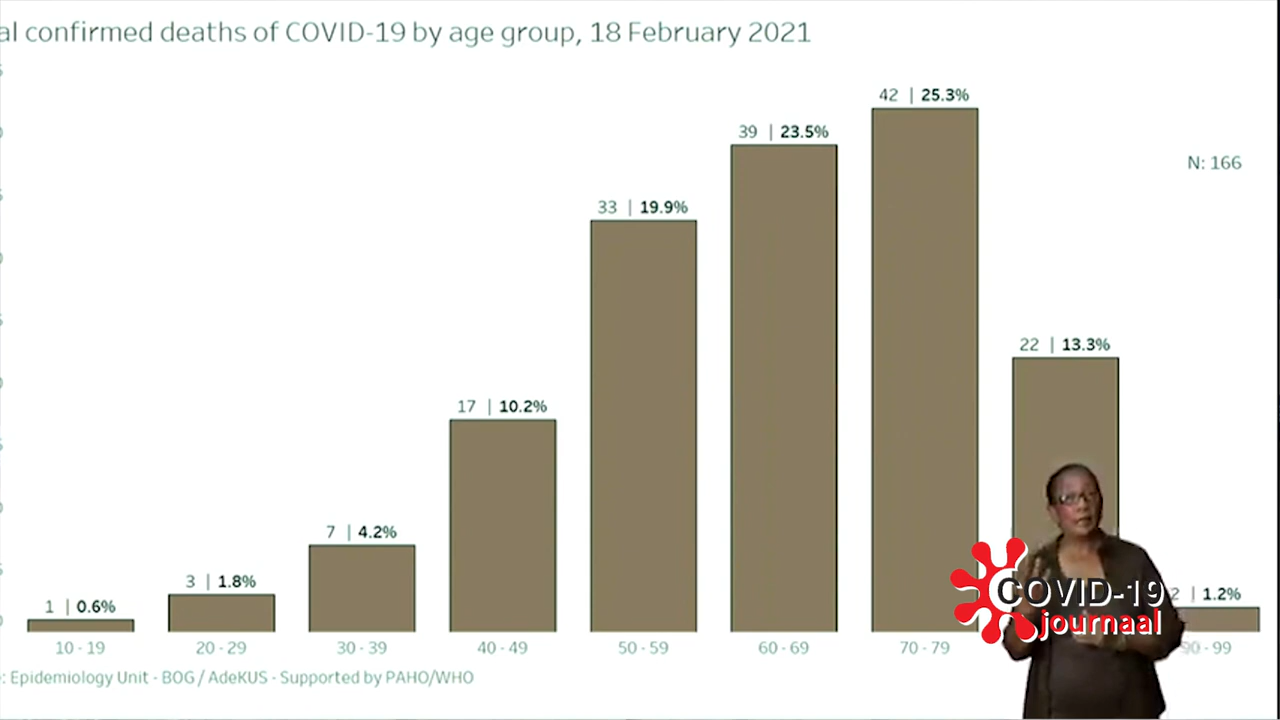 al confirmed deaths of COVID-19 by age group, 18 February 2021
42 | 25.3%
39 | 23.5%
N: 166
33 | 19.9%
22 | 13.3%
17 | 10.2%
7 | 4.2%
3 | 1.8%
1 | 0.6%
2 | 1.2%
COVID-19
journaal
10 - 19
20 - 29
30 - 39
40 - 49
50 - 59
60 - 69
70 - 79
90 - 99
: Epidemiology Unit - BOG / AdeKUS - Supported by PAHO/WHO